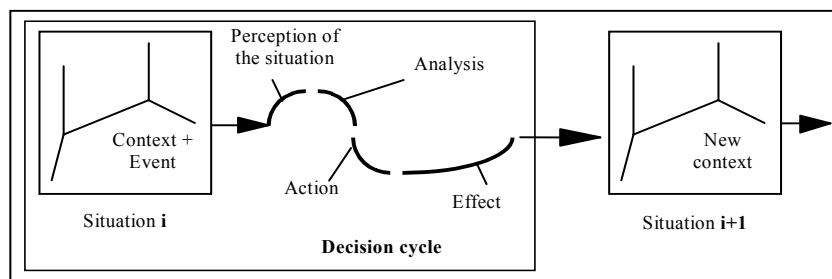 Perception of
the situation
Analysis
Context +
Event
Action
Effect
Situation i
Decision cycle
New
context
Situation i+1